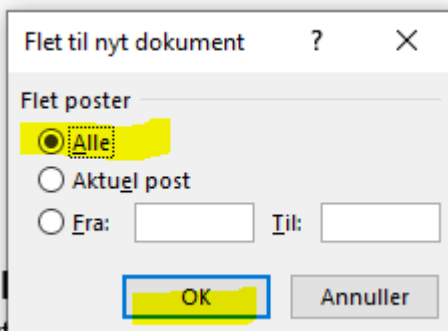 Flet til nyt dokument ?
Flet poster
Alle
Aktuel post
Fra: Til:
OK Annuller